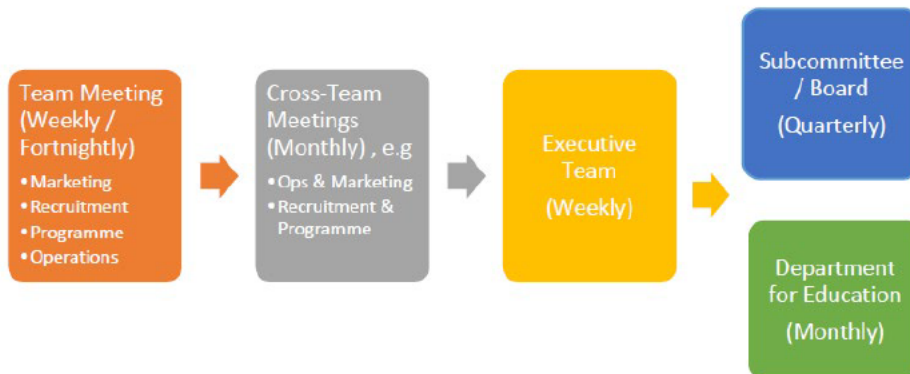 Team Meeting
(Weekly /
Fortnightly)
• Marketing
• Recruitment
• Programme
• Operations
Cross-Team
Meetings
(Monthly) , e.g
• Ops & Marketing
• Recruitment &
Programme
Executive
Team
(Weekly)
Subcommittee
/ Board
(Quarterly)
Department
for Education
(Monthly)